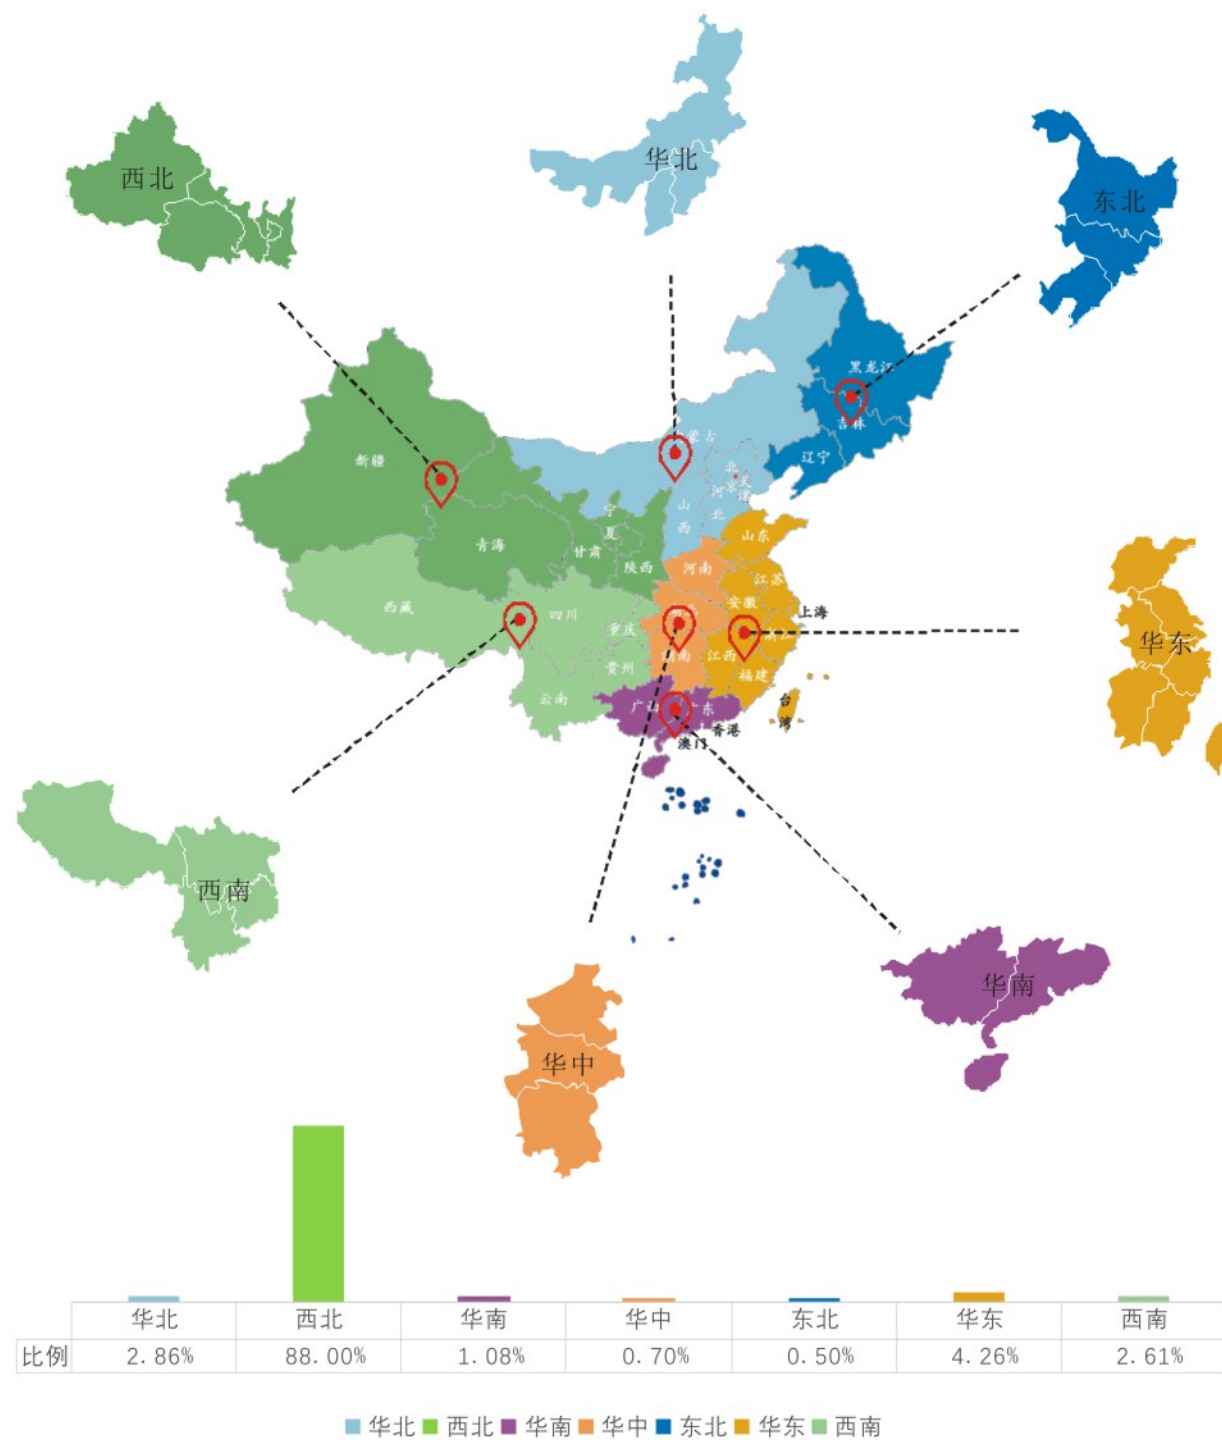 华北
西北
东北
黑龙江
吉林
内蒙古
辽宁
新疆
北京
天津
河北
山西
宁夏
山东
青海
甘肃
陕西
河南
江苏
西藏
四川
安徽
上海
重庆
浙江
华东
湖南
江西
贵州
福建
云南
广西
广东
台湾
香港
澳门
西南
华南
华中
华北 西北 华南 华中 东北 华东 西南
比例 2.86% 88.00% 1.08% 0.70% 0.50% 4.26% 2.61%
华北 西北 华南 华中 东北 华东 西南